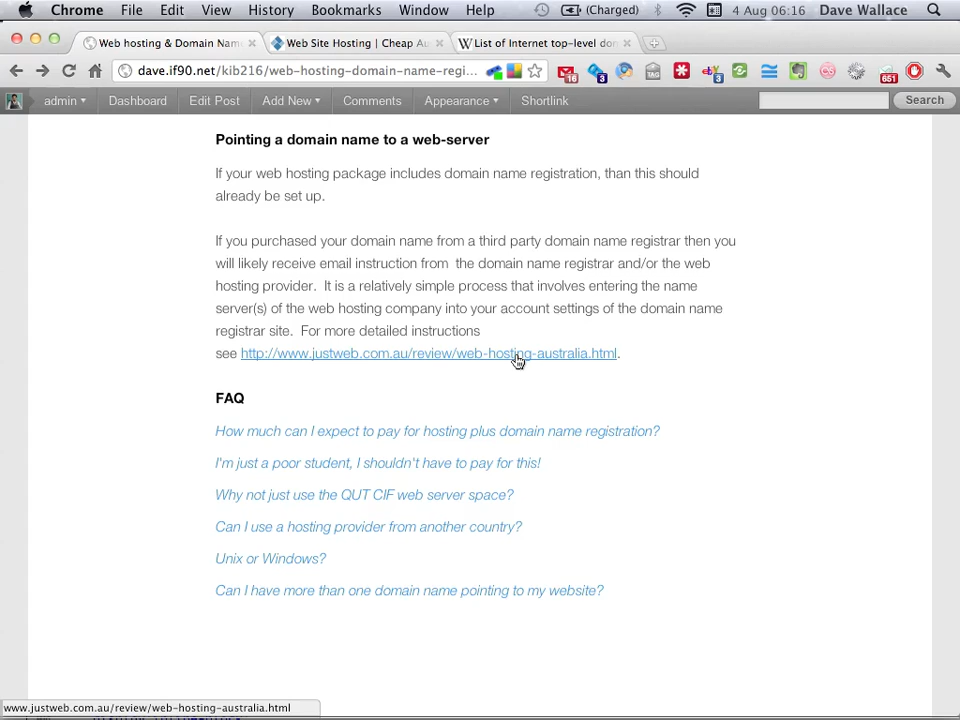 Chrome File Edit View History Bookmarks Window Help (Charged) 4 Aug 06:16 Dave Wallace
Web hosting & Domain Nam
Web Site Hosting | Cheap Au
List of Internet top-level dom
dave.if90.net/kib216/web-hosting-domain-name-regi...
16 3 TAG 3 651
admin Dashboard Edit Post Add New Comments Appearance Shortlink Search
Pointing a domain name to a web-server
If your web hosting package includes domain name registration, than this should
already be set up.
If you purchased your domain name from a third party domain name registrar then you
will likely receive email instruction from the domain name registrar and/or the web
hosting provider. It is a relatively simple process that involves entering the name
server(s) of the web hosting company into your account settings of the domain name
registrar site. For more detailed instructions
see http://www.justweb.com.au/review/web-hosting-australia.html.
FAQ
How much can I expect to pay for hosting plus domain name registration?
I'm just a poor student, I shouldn't have to pay for this!
Why not just use the QUT CIF web server space?
Can I use a hosting provider from another country?
Unix or Windows?
Can I have more than one domain name pointing to my website?
www.justweb.com.au/review/web-hosting-australia.html